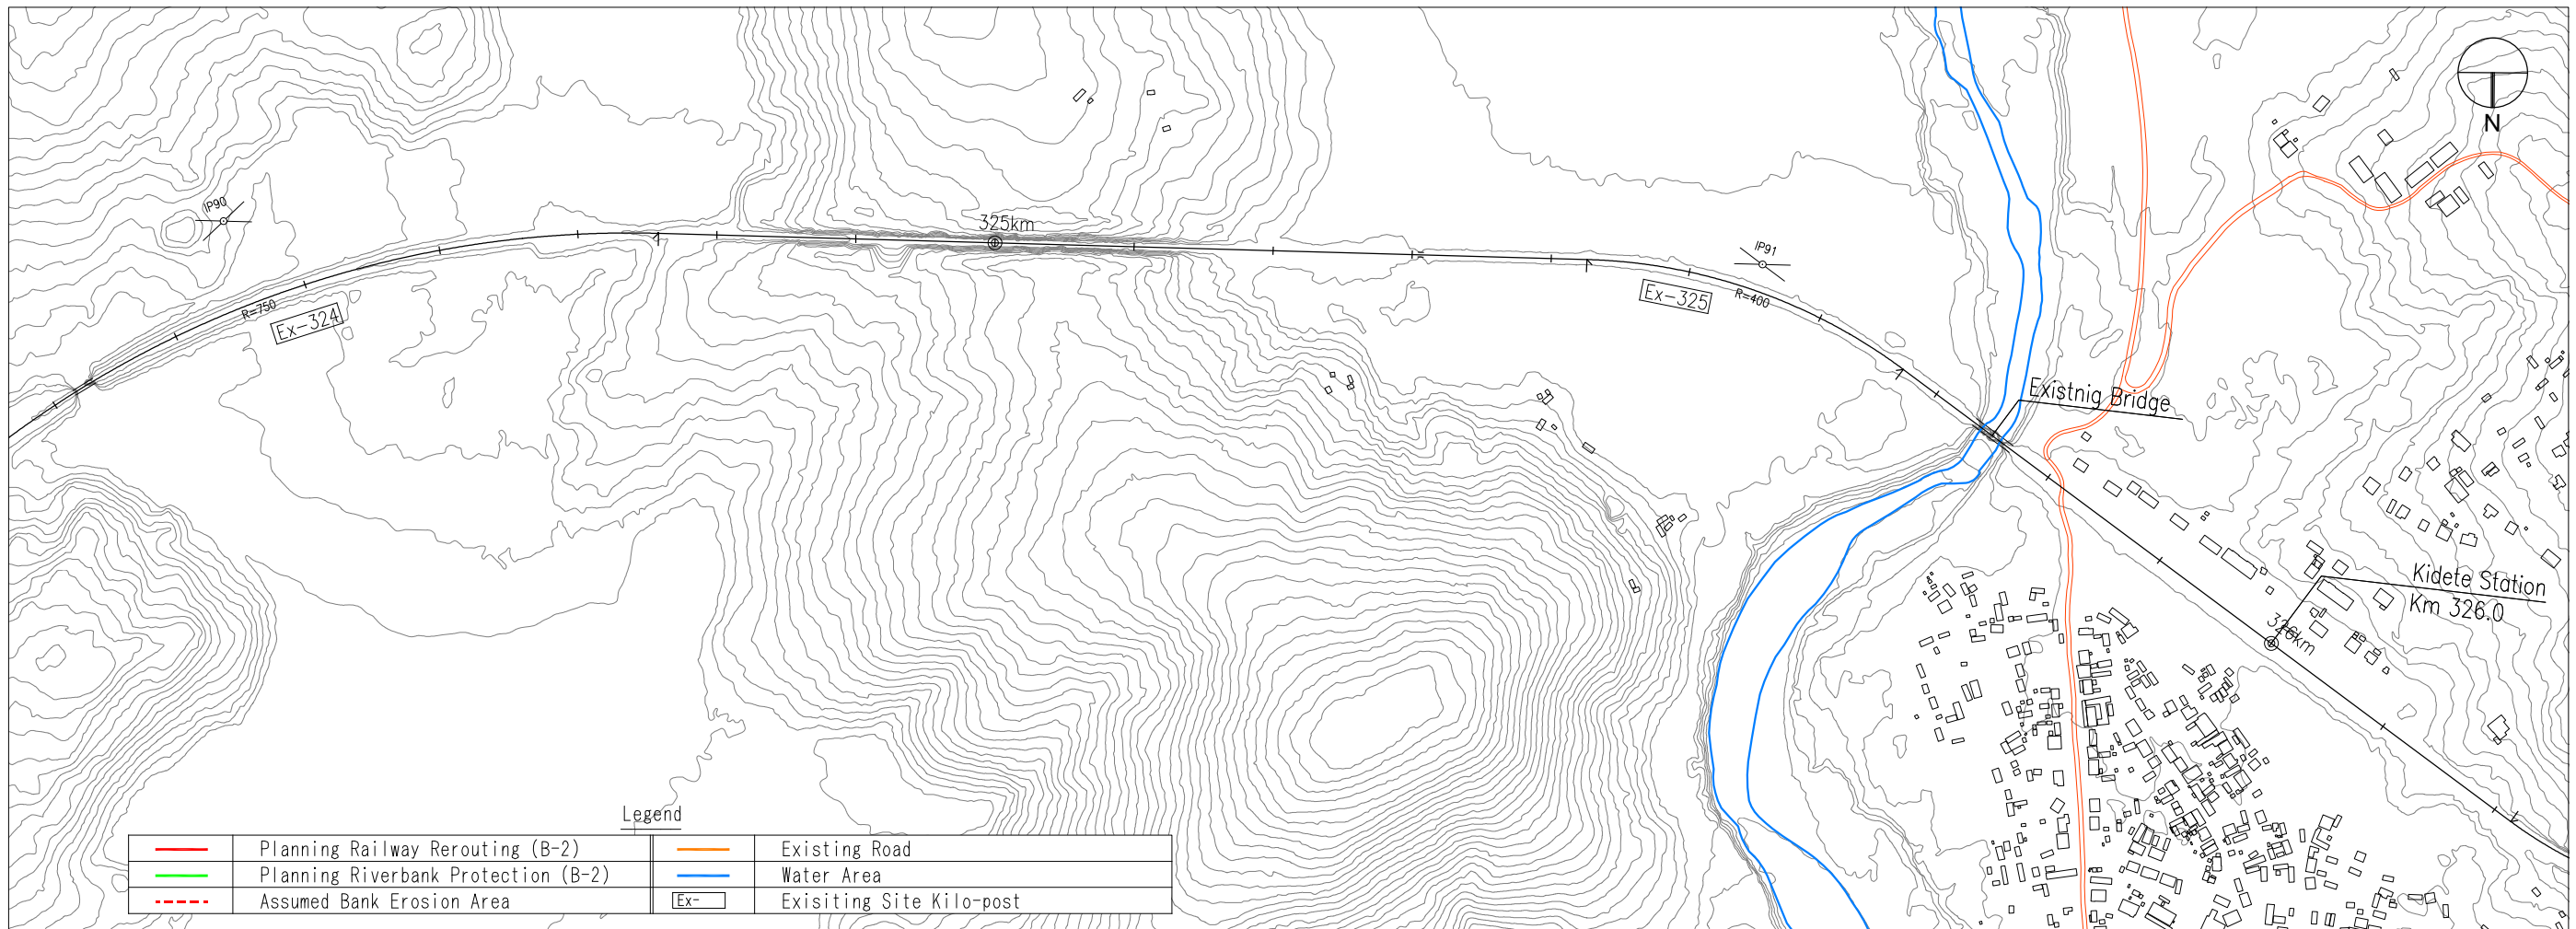 N
IP90
325km
IP91
R=750
Ex-324
Ex-325
R=400
Existnig Bridge
Kidete Station
Km 326.0
326km
Legend
Planning Railway Rerouting (B-2)
Existing Road
Planning Riverbank Protection (B-2)
Water Area
Assumed Bank Erosion Area
Ex-
Exisiting Site Kilo-post